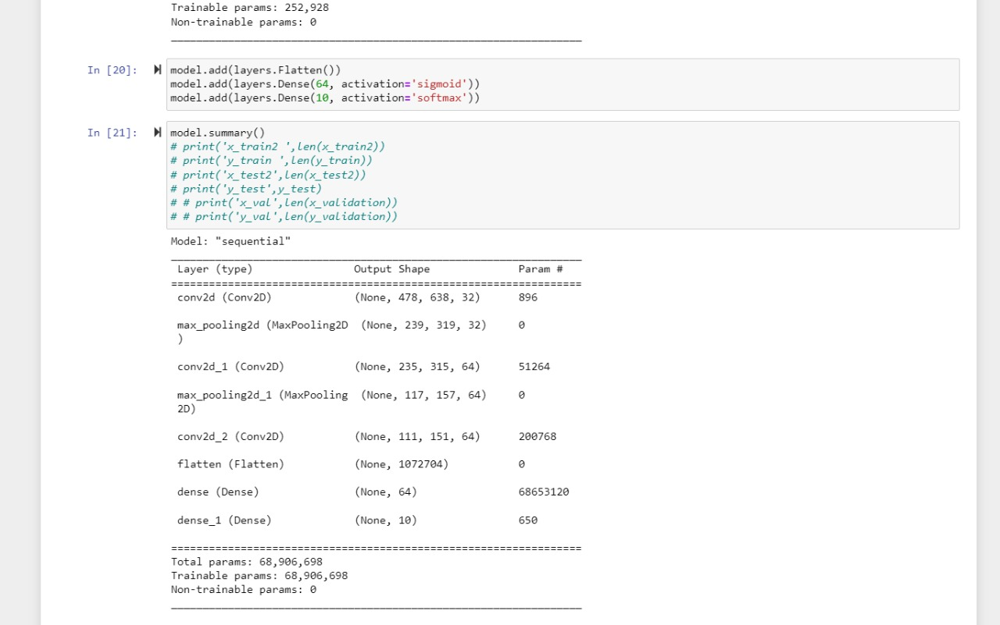 Trainable params: 252,928
Non-trainable params: 0
_________________________________________________________________
In [20]: model.add(layers.Flatten())
model.add(layers.Dense(64, activation='sigmoid'))
model.add(layers.Dense(10, activation='softmax'))
In [21]: model.summary()
# print('x_train2 ',len(x_train2))
# print('y_train ',len(y_train))
# print('x_test2',len(x_test2))
# print('y_test',y_test)
# # print('x_val',len(x_validation))
# # print('y_val',len(y_validation))
Model: "sequential"
_________________________________________________________________
Layer (type) Output Shape Param #
=================================================================
conv2d (Conv2D) (None, 478, 638, 32) 896
max_pooling2d (MaxPooling2D (None, 239, 319, 32) 0
)
conv2d_1 (Conv2D) (None, 235, 315, 64) 51264
max_pooling2d_1 (MaxPooling (None, 117, 157, 64) 0
2D)
conv2d_2 (Conv2D) (None, 111, 151, 64) 200768
flatten (Flatten) (None, 1072704) 0
dense (Dense) (None, 64) 68653120
dense_1 (Dense) (None, 10) 650
=================================================================
Total params: 68,906,698
Trainable params: 68,906,698
Non-trainable params: 0
_________________________________________________________________